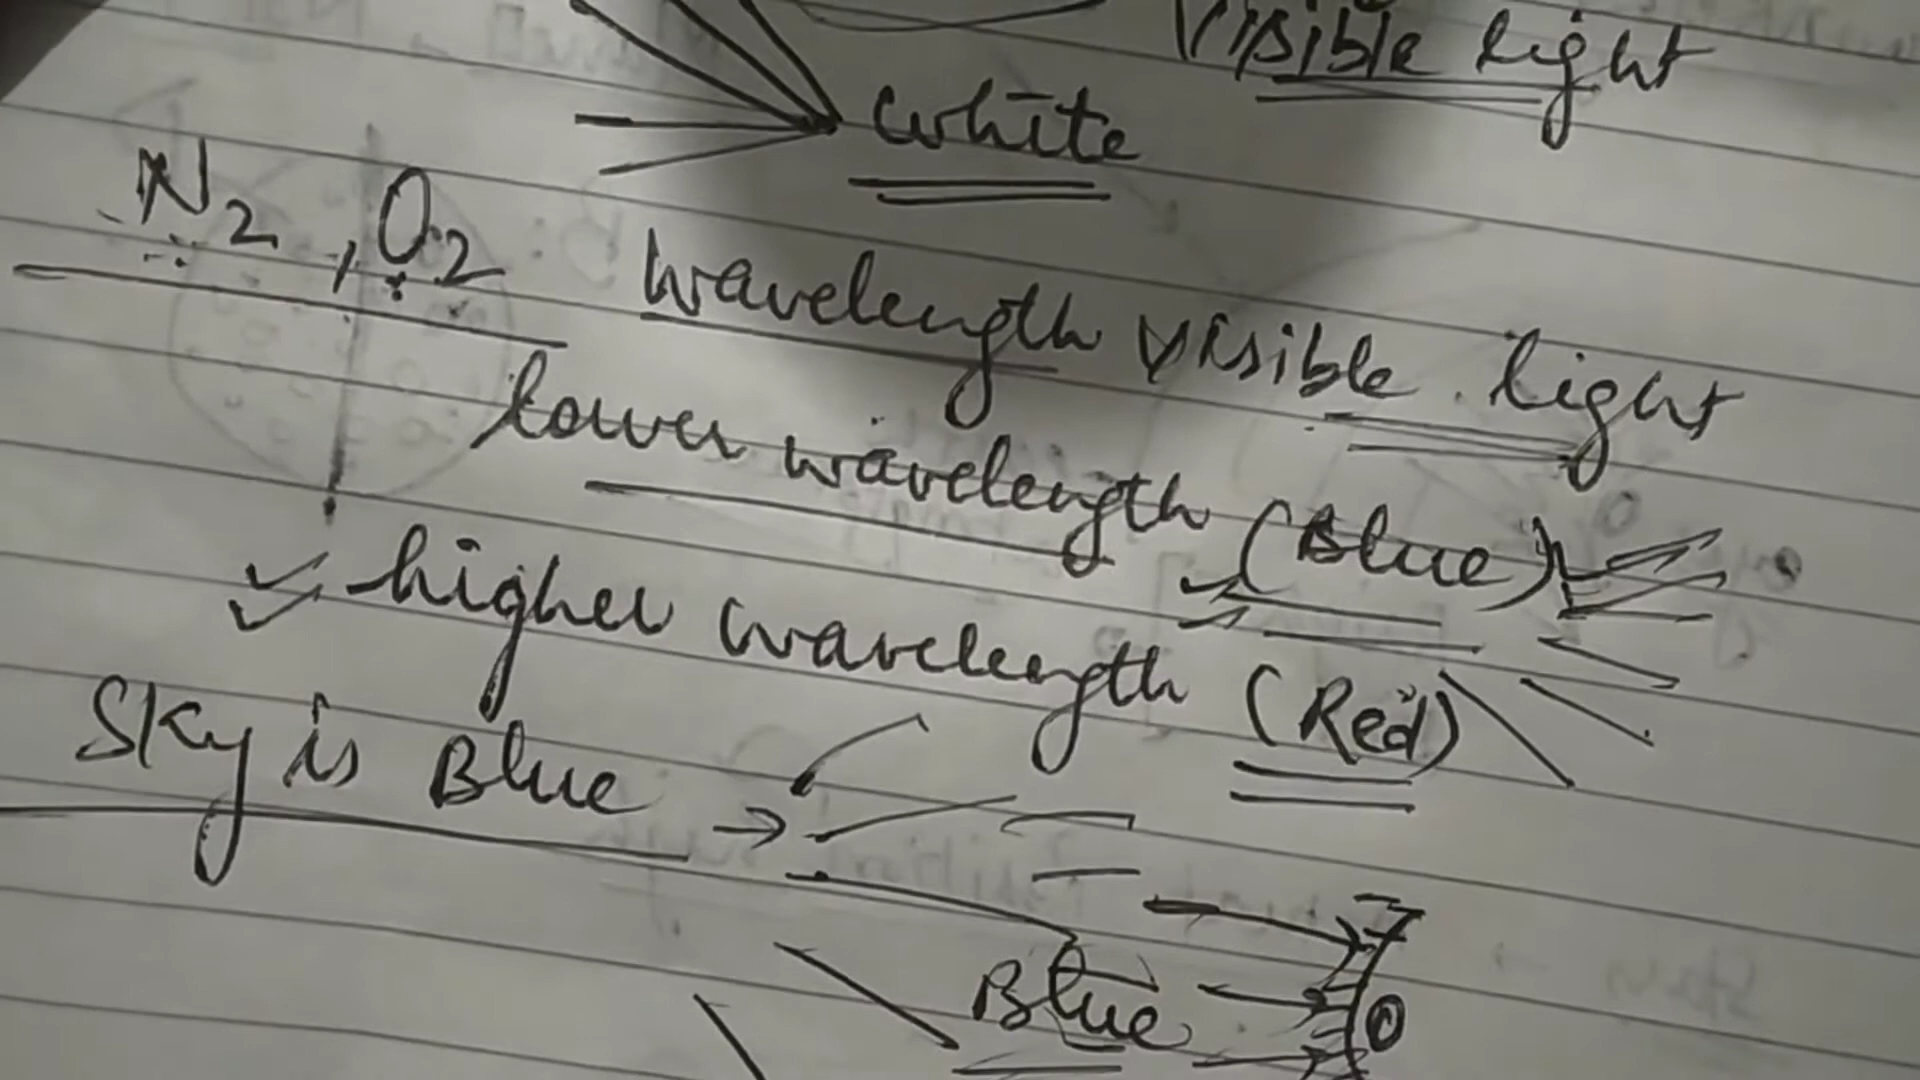 Visible light
white
N2, O2 wavelength visible light
lower wavelength (Blue)
higher wavelength (Red)
Sky is Blue →
Blue